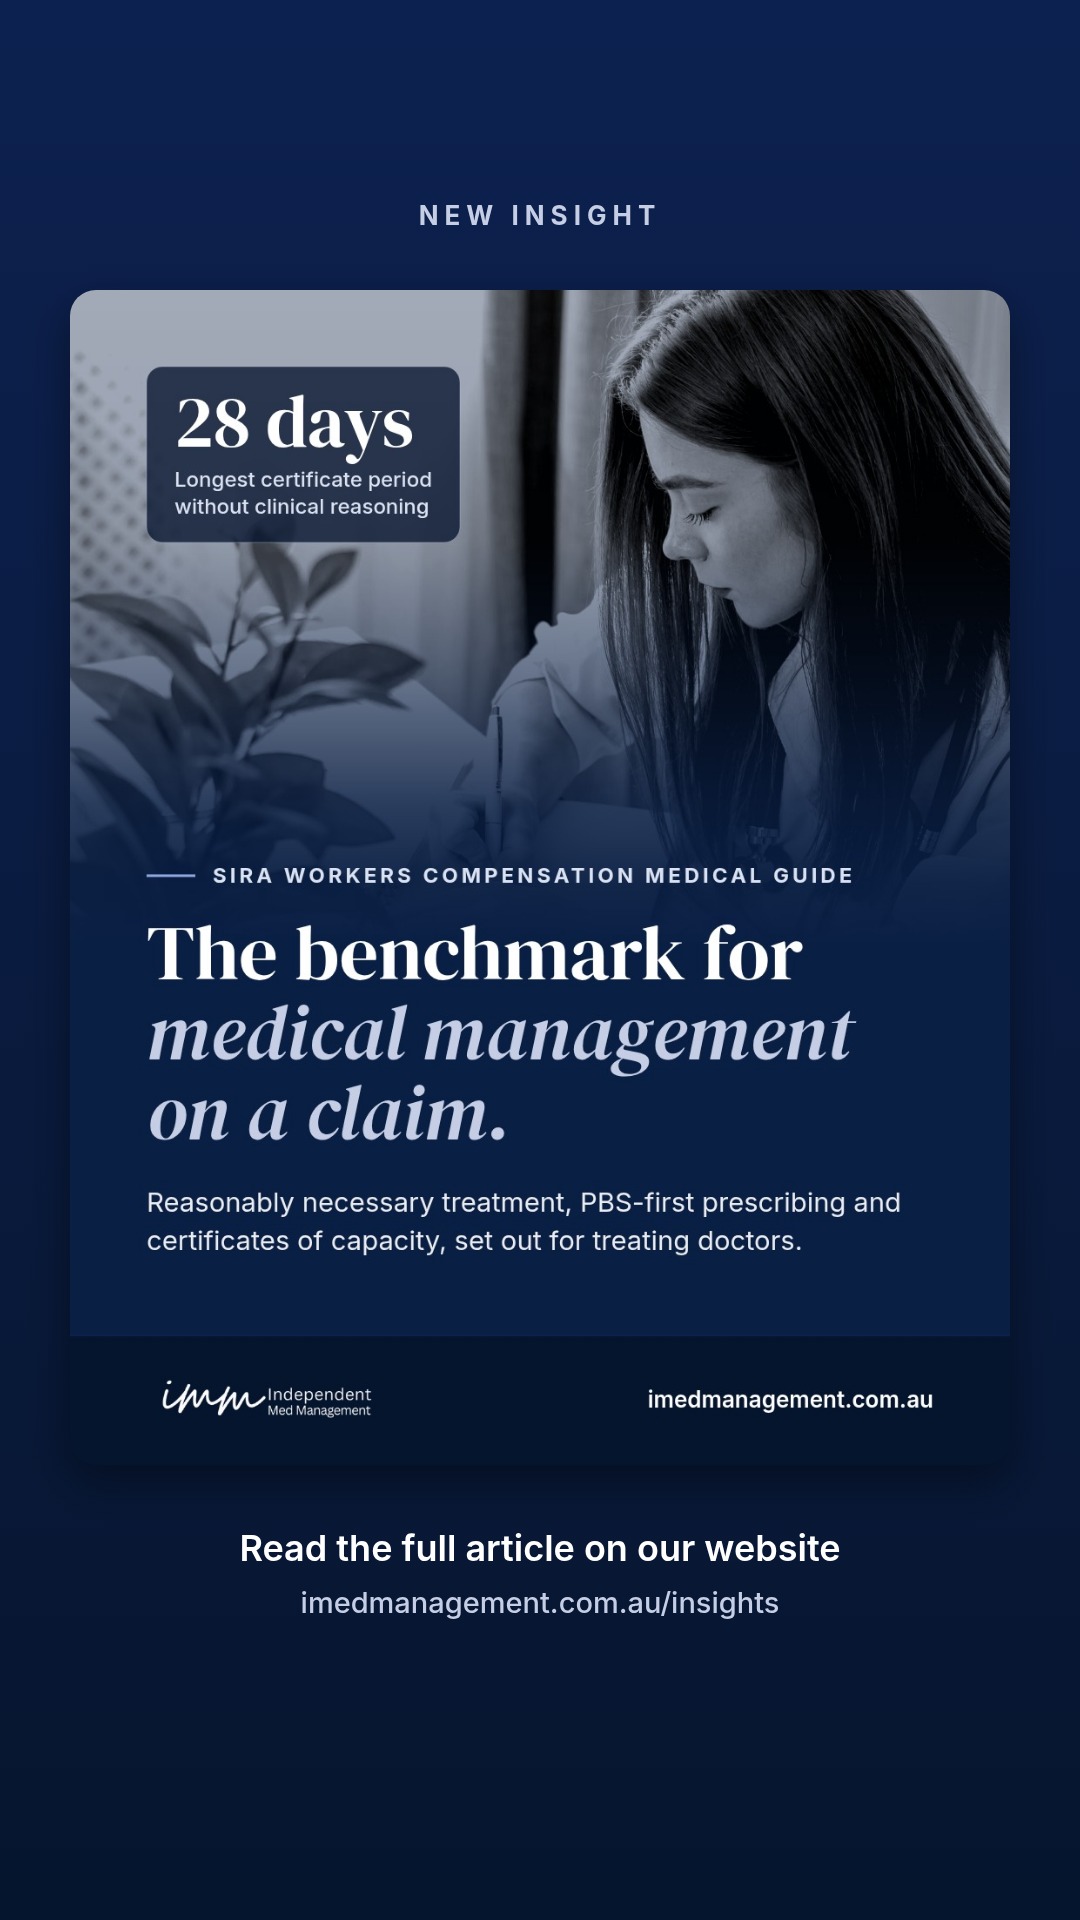 NEW INSIGHT
28 days
Longest certificate period
without clinical reasoning
SIRA WORKERS COMPENSATION MEDICAL GUIDE
The benchmark for
medical management
on a claim.
Reasonably necessary treatment, PBS-first prescribing and
certificates of capacity, set out for treating doctors.
imm Independent
Med Management
imedmanagement.com.au
Read the full article on our website
imedmanagement.com.au/insights